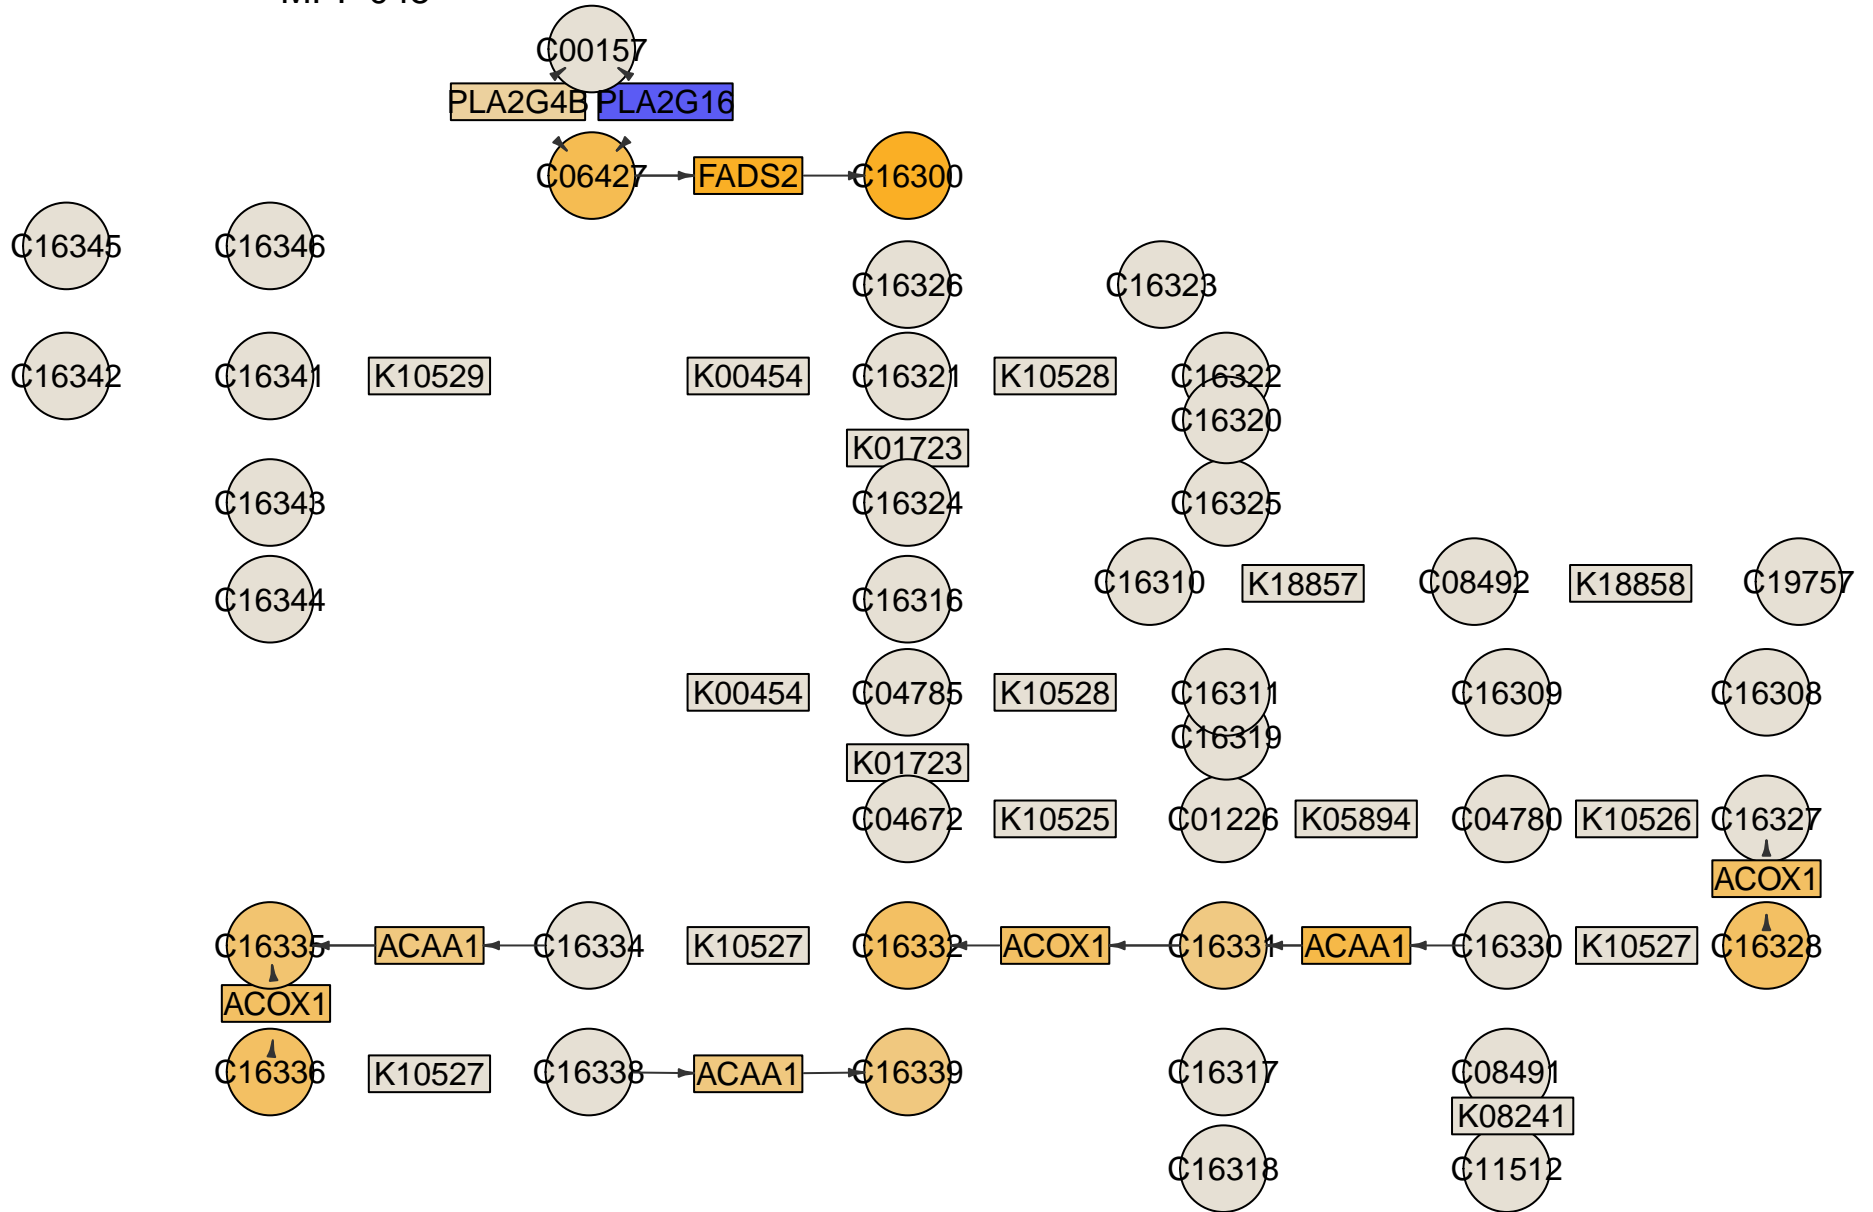 C00157
PLA2G4B PLA2G16
C06427 FADS2 C16300
C16345 C16346
C16326 C16323
C16342 C16341 K10529 K00454 C16321 K10528 C16322
C16320
K01723
C16343 C16324 C16325
C16310 K18857 C08492 K18858 C19757
C16344 C16316
K00454 C04785 K10528 C16311 C16309 C16308
C16319
K01723
C04672 K10525 C01226 K05894 C04780 K10526 C16327
ACOX1
C16335 ACAA1 C16334 K10527 C16332 ACOX1 C16331 ACAA1 C16330 K10527 C16328
ACOX1
C16336 K10527 C16338 ACAA1 C16339 C16317 C08491
K08241
C16318 C11512